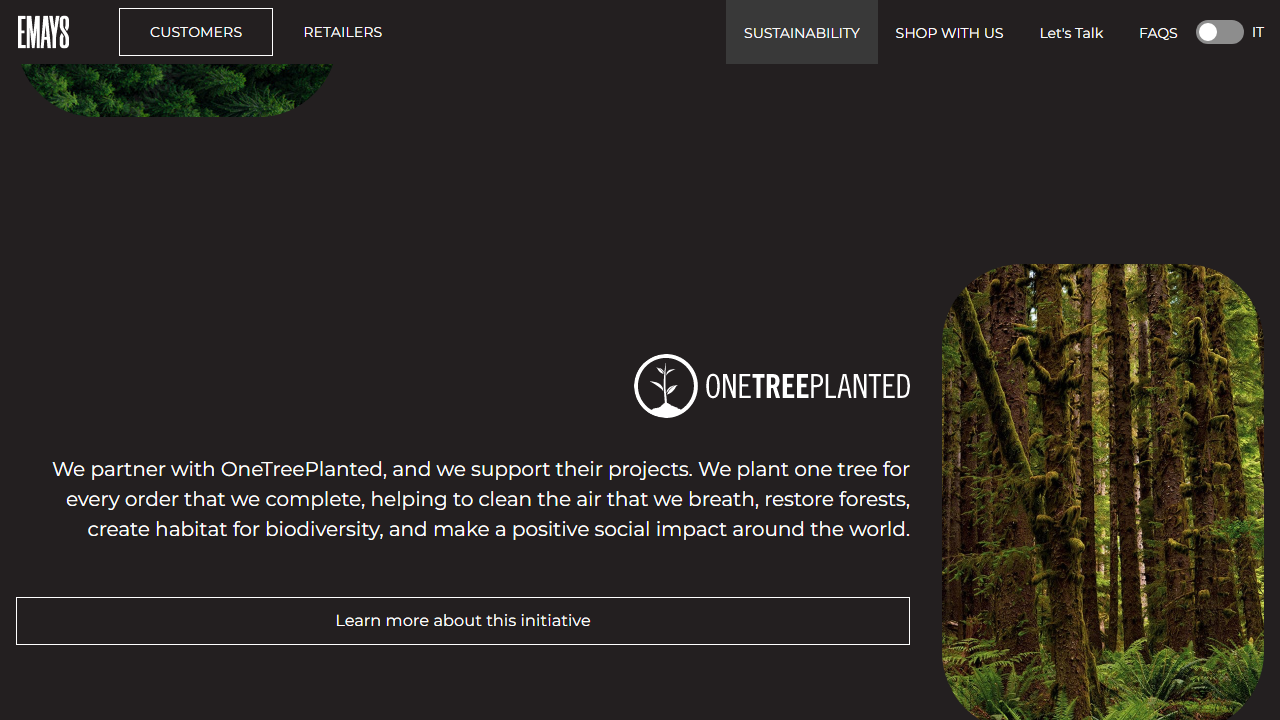 EMAYS
CUSTOMERS
RETAILERS
SUSTAINABILITY
SHOP WITH US
Let's Talk
FAQS
IT
ONETREEPLANTED
We partner with OneTreePlanted, and we support their projects. We plant one tree for
every order that we complete, helping to clean the air that we breath, restore forests,
create habitat for biodiversity, and make a positive social impact around the world.
Learn more about this initiative